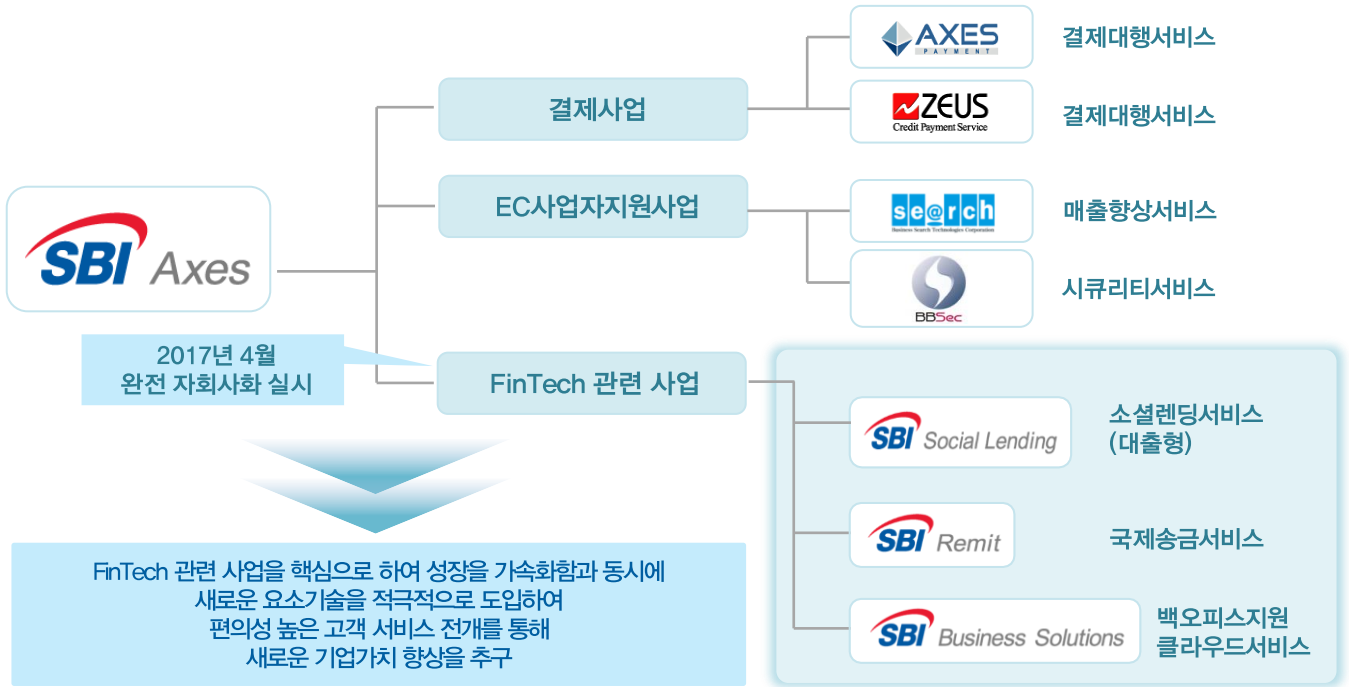 SBI Axes
결제사업
AXES
PAYMENT
결제대행서비스
ZEUS
Credit Payment Service
결제대행서비스
EC사업자지원사업
se@rch
Business Search Technologies Corporation
매출향상서비스
BBSec
시큐리티서비스
2017년 4월
완전 자회사화 실시
FinTech 관련 사업
SBI Social Lending
소셜렌딩서비스
(대출형)
SBI Remit
국제송금서비스
SBI Business Solutions
백오피스지원
클라우드서비스
FinTech 관련 사업을 핵심으로 하여 성장을 가속화함과 동시에
새로운 요소기술을 적극적으로 도입하여
편의성 높은 고객 서비스 전개를 통해
새로운 기업가치 향상을 추구